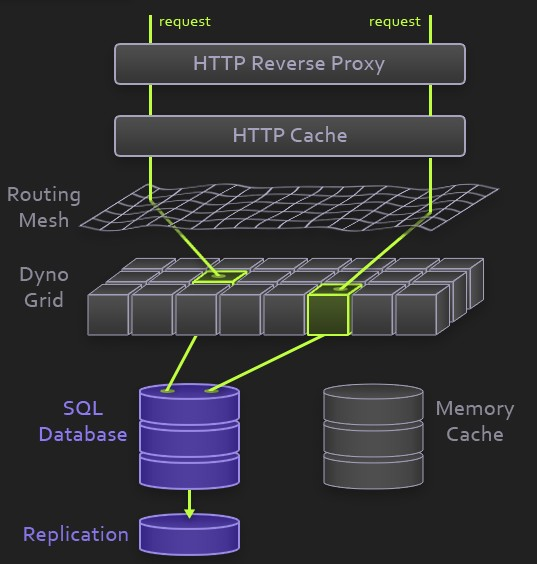 request
request
HTTP Reverse Proxy
HTTP Cache
Routing
Mesh
Dyno
Grid
SQL
Database
Memory
Cache
Replication